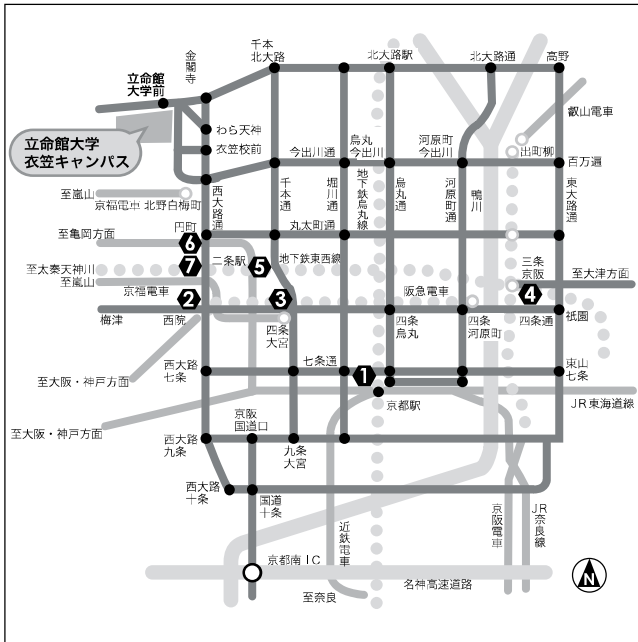 千本
北大路
北大路駅
北大路通
高野
金閣寺
立命館
大学前
叡山電車
立命館大学
衣笠キャンパス
わら天神
衣笠校前
今出川通
烏丸
今出川
河原町
今出川
出町柳
百万遍
至嵐山
京福電車 北野白梅町
西大路通
千本通
堀川通
地下鉄烏丸線
烏丸通
河原町通
鴨川
東大路通
至亀岡方面
円町
6
丸太町通
至太秦天神川
7
二条駅
5
地下鉄東西線
三条
京阪
至大津方面
至嵐山
京福電車
2
3
阪急電車
4
梅津
西院
四条
大宮
四条
烏丸
四条
河原町
四条通
祇園
西大路
七条
七条通
1
東山
七条
至大阪・神戸方面
京都駅
JR東海道線
至大阪・神戸方面
西大路
九条
京阪
国道口
九条
大宮
西大路
十条
国道
十条
近鉄電車
京阪電車
JR奈良線
京都南IC
名神高速道路
至奈良
N